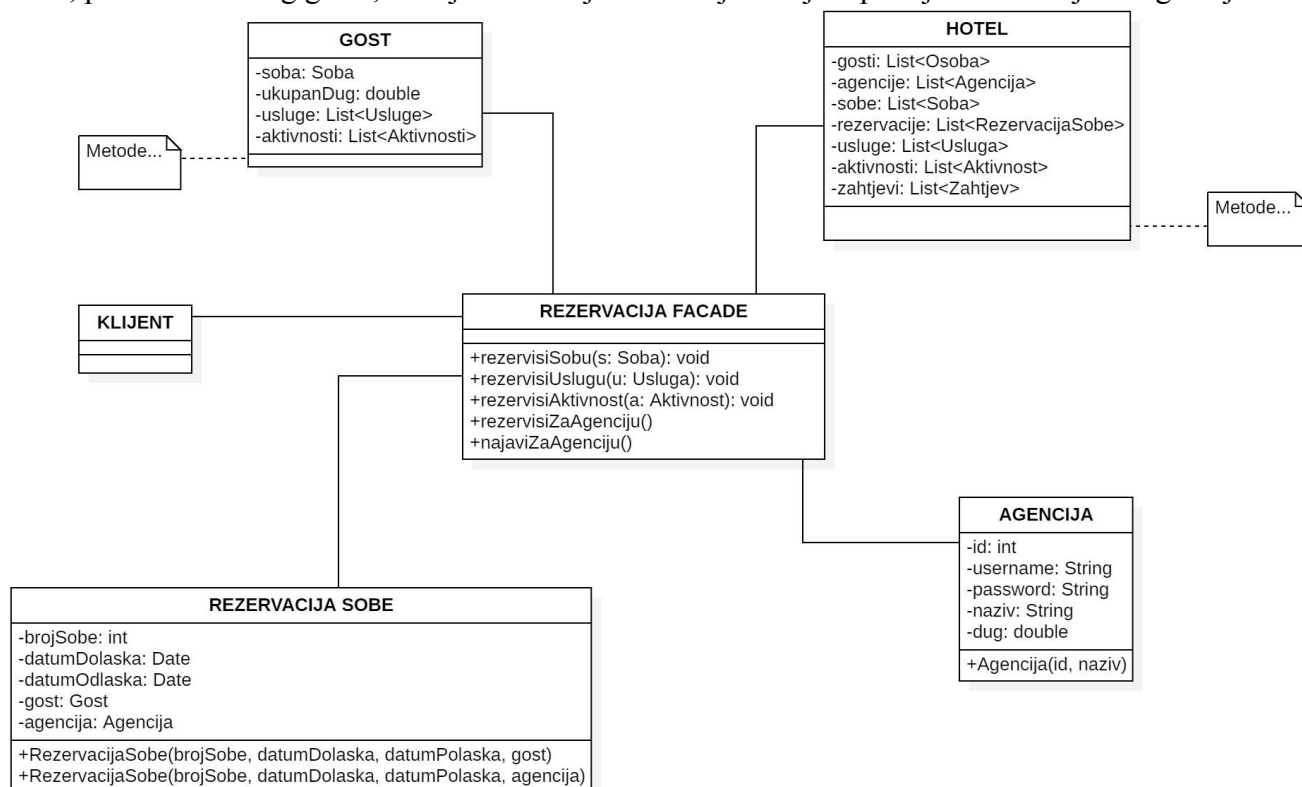 GOST
-soba: Soba
-ukupanDug: double
-usluge: List<Usluge>
-aktivnosti: List<Aktivnosti>
Metode...
HOTEL
-gosti: List<Osoba>
-agencije: List<Agencija>
-sobe: List<Soba>
-rezervacije: List<RezervacijaSobe>
-usluge: List<Usluga>
-aktivnosti: List<Aktivnost>
-zahtjevi: List<Zahtjev>
Metode...
KLIJENT
REZERVACIJA FACADE
+rezervisiSobu(s: Soba): void
+rezervisiUslugu(u: Usluga): void
+rezervisiAktivnost(a: Aktivnost): void
+rezervisiZaAgenciju()
+najaviZaAgenciju()
AGENCIJA
-id: int
-username: String
-password: String
-naziv: String
-dug: double
+Agencija(id, naziv)
REZERVACIJA SOBE
-brojSobe: int
-datumDolaska: Date
-datumOdlaska: Date
-gost: Gost
-agencija: Agencija
+RezervacijaSobe(brojSobe, datumDolaska, datumPolaska, gost)
+RezervacijaSobe(brojSobe, datumDolaska, datumPolaska, agencija)